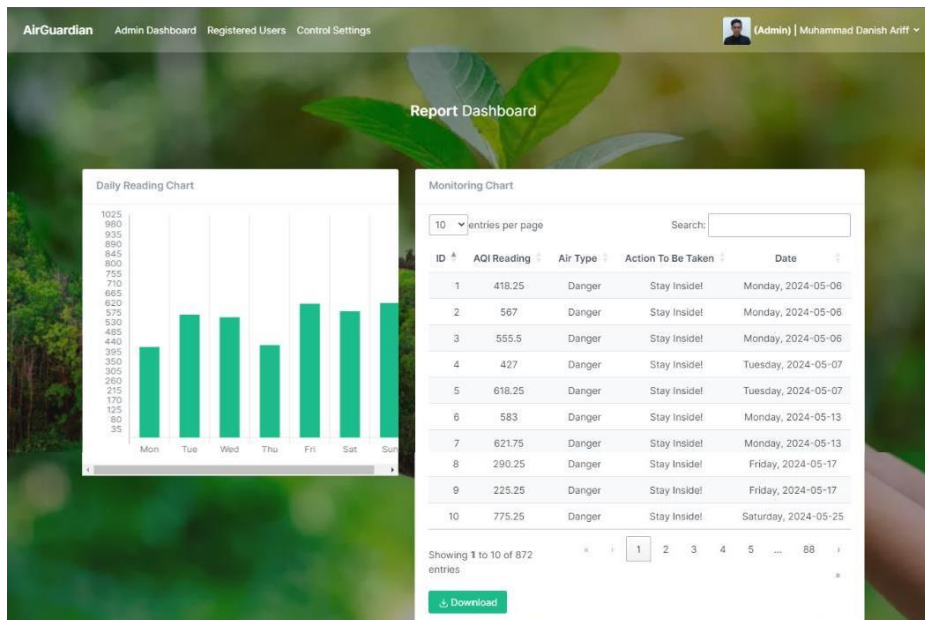 AirGuardian Admin Dashboard Registered Users Control Settings (Admin) | Muhammad Danish Ariff
Report Dashboard
Daily Reading Chart
1025
980
935
890
845
800
755
710
665
620
575
530
485
440
395
350
305
260
215
170
125
80
35
Mon Tue Wed Thu Fri Sat Sun
Monitoring Chart
10 entries per page Search:
ID AQI Reading Air Type Action To Be Taken Date
1 418.25 Danger Stay Inside! Monday, 2024-05-06
2 567 Danger Stay Inside! Monday, 2024-05-06
3 555.5 Danger Stay Inside! Monday, 2024-05-06
4 427 Danger Stay Inside! Tuesday, 2024-05-07
5 618.25 Danger Stay Inside! Tuesday, 2024-05-07
6 583 Danger Stay Inside! Monday, 2024-05-13
7 621.75 Danger Stay Inside! Monday, 2024-05-13
8 290.25 Danger Stay Inside! Friday, 2024-05-17
9 225.25 Danger Stay Inside! Friday, 2024-05-17
10 775.25 Danger Stay Inside! Saturday, 2024-05-25
Showing 1 to 10 of 872
entries
« ‹ 1 2 3 4 5 ... 88 ›
»
Download